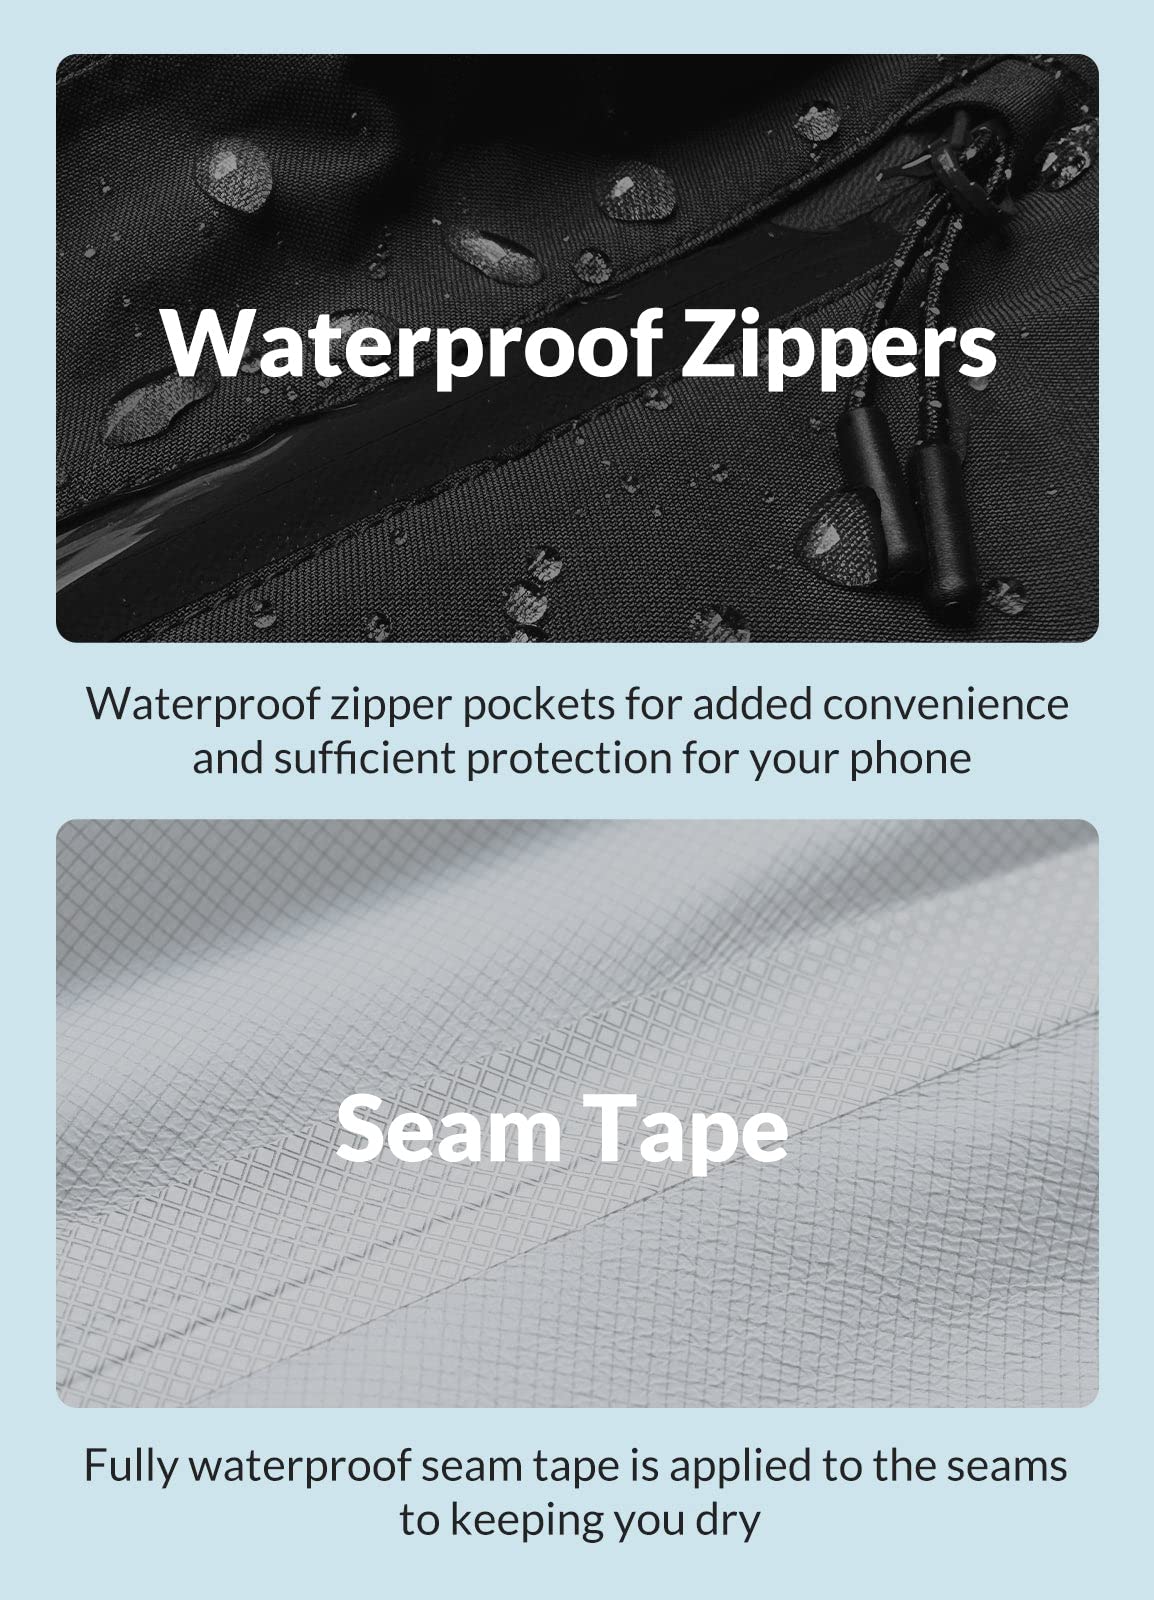 Waterproof Zippers
Waterproof zipper pockets for added convenience
and sufficient protection for your phone
Seam Tape
Fully waterproof seam tape is applied to the seams
to keeping you dry